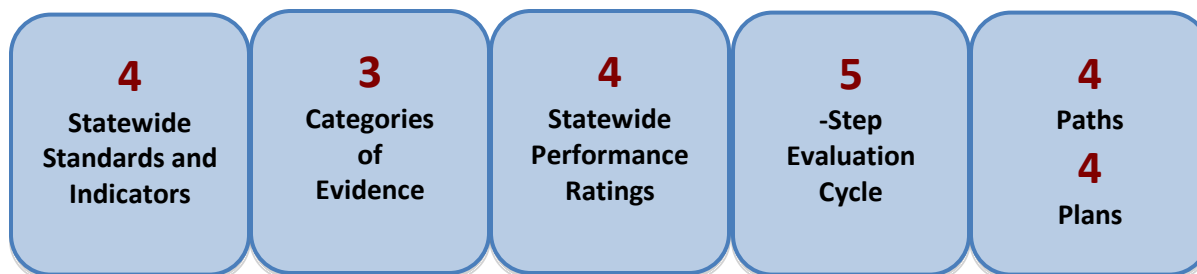 4
Statewide
Standards and
Indicators
3
Categories
of
Evidence
4
Statewide
Performance
Ratings
5
-Step
Evaluation
Cycle
4
Paths
4
Plans